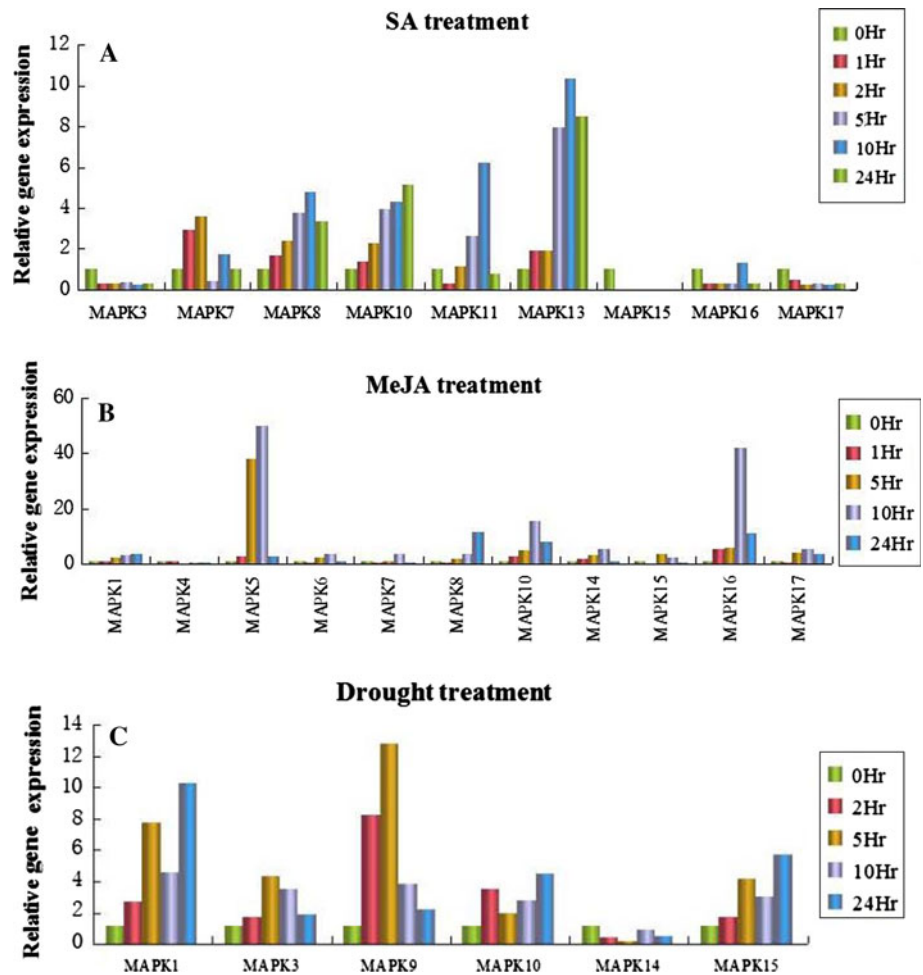 SA treatment
A
Relative gene expression
12
10
8
6
4
2
0
MAPK3 MAPK7 MAPK8 MAPK10 MAPK11 MAPK13 MAPK15 MAPK16 MAPK17
0Hr
1Hr
2Hr
5Hr
10Hr
24Hr
MeJA treatment
B
Relative gene expression
60
40
20
0
MAPK1 MAPK4 MAPK5 MAPK6 MAPK7 MAPK8 MAPK10 MAPK14 MAPK15 MAPK16 MAPK17
0Hr
1Hr
5Hr
10Hr
24Hr
Drought treatment
C
Relative gene expression
14
12
10
8
6
4
2
0
MAPK1 MAPK3 MAPK9 MAPK10 MAPK14 MAPK15
0Hr
2Hr
5Hr
10Hr
24Hr